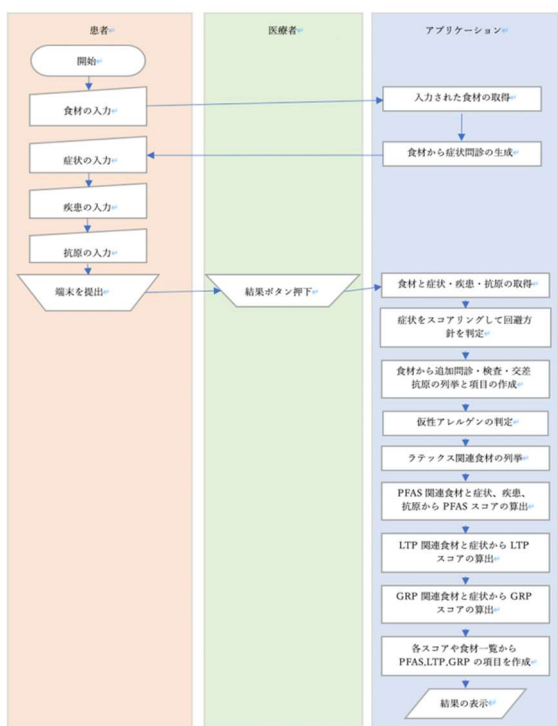 患者
医療者
アプリケーション
開始
食材の入力
入力された食材の取得
症状の入力
食材から症状問診の生成
疾患の入力
抗原の入力
端末を提出
結果ボタン押下
食材と症状・疾患・抗原の取得
症状をスコアリングして回避方
針を判定
食材から追加問診・検査・交差
抗原の列挙と項目の作成
仮性アレルゲンの判定
ラテックス関連食材の列挙
PFAS 関連食材と症状、疾患、
抗原から PFAS スコアの算出
LTP 関連食材と症状から LTP
スコアの算出
GRP 関連食材と症状から GRP
スコアの算出
各スコアや食材一覧から
PFAS,LTP,GRP の項目を作成
結果の表示